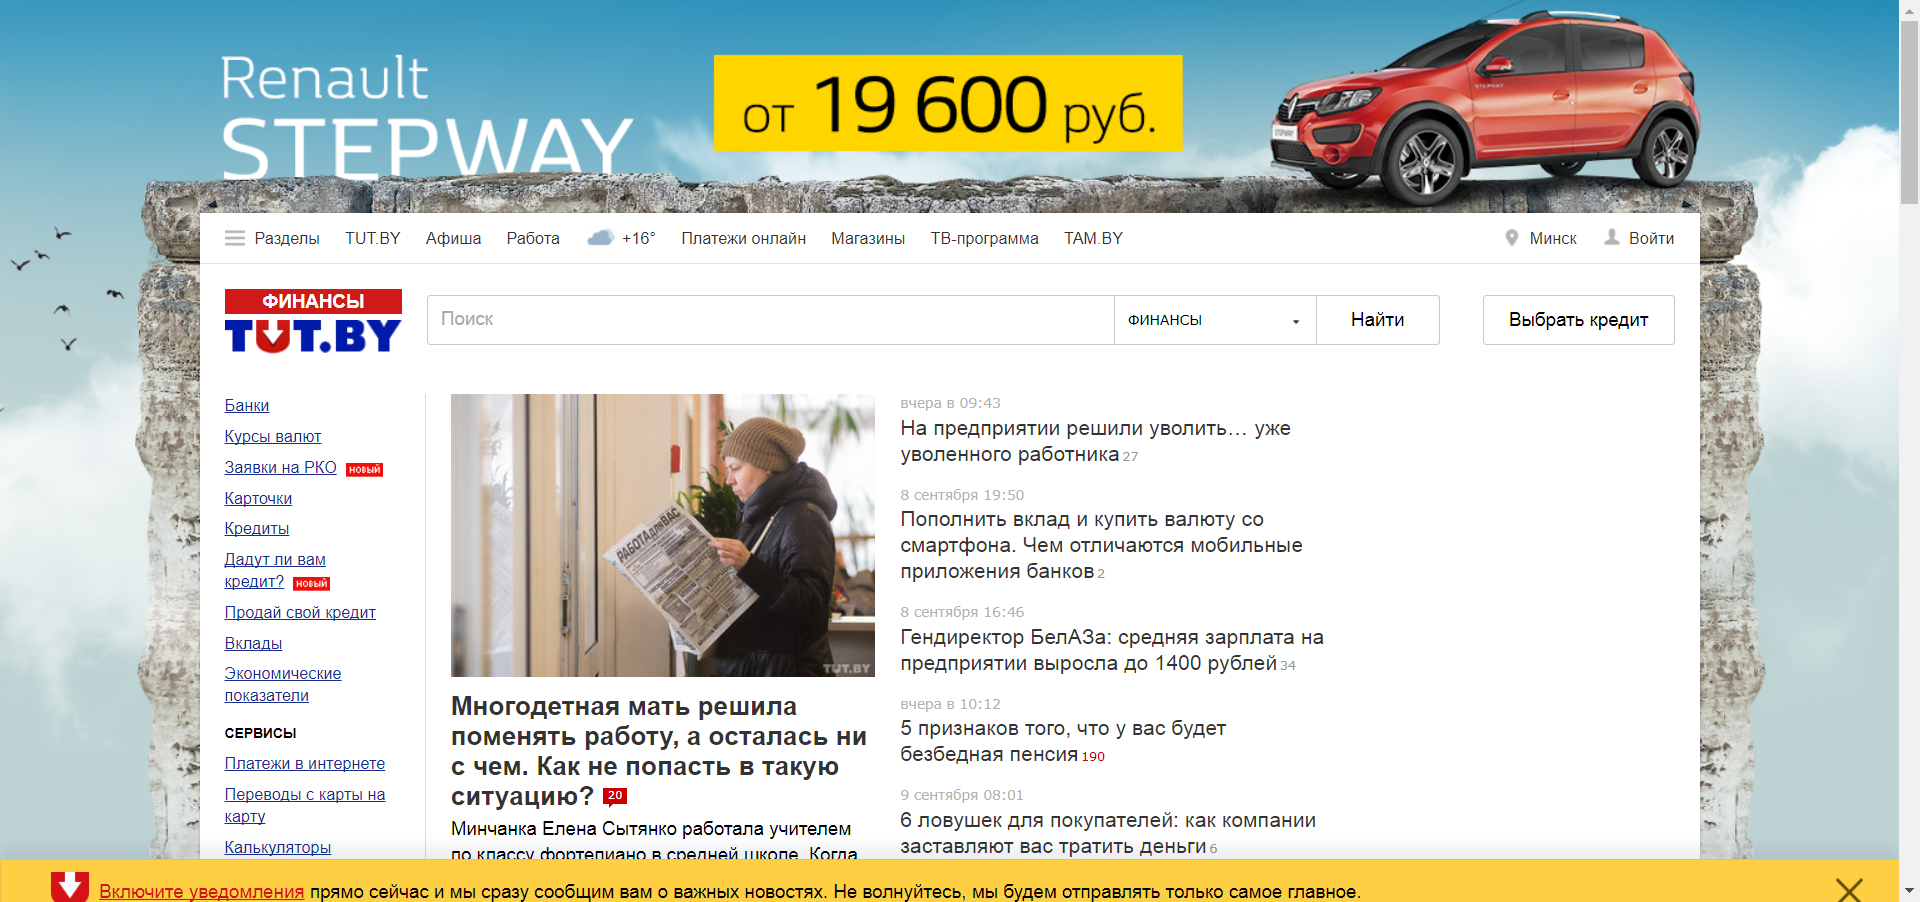 Renault
STEPWAY
от 19 600 руб.
STEPWAY
Разделы TUT.BY Афиша Работа +16° Платежи онлайн Магазины ТВ-программа TAM.BY Минск Войти
ФИНАНСЫ
TUT.BY
Поиск ФИНАНСЫ Найти Выбрать кредит
Банки
Курсы валют
Заявки на РКО новый
Карточки
Кредиты
Дадут ли вам
кредит? новый
Продай свой кредит
Вклады
Экономические
показатели
СЕРВИСЫ
Платежи в интернете
Переводы с карты на
карту
Калькуляторы
РАБОТА ДЛЯ ВАС
TUT.BY
Многодетная мать решила
поменять работу, а осталась ни
с чем. Как не попасть в такую
ситуацию? 20
Минчанка Елена Сытянко работала учителем
по классу фортепиано в средней школе. Когда
вчера в 09:43
На предприятии решили уволить… уже
уволенного работника 27
8 сентября 19:50
Пополнить вклад и купить валюту со
смартфона. Чем отличаются мобильные
приложения банков 2
8 сентября 16:46
Гендиректор БелАЗа: средняя зарплата на
предприятии выросла до 1400 рублей 34
вчера в 10:12
5 признаков того, что у вас будет
безбедная пенсия 190
9 сентября 08:01
6 ловушек для покупателей: как компании
заставляют вас тратить деньги 6
Включите уведомления прямо сейчас и мы сразу сообщим вам о важных новостях. Не волнуйтесь, мы будем отправлять только самое главное.